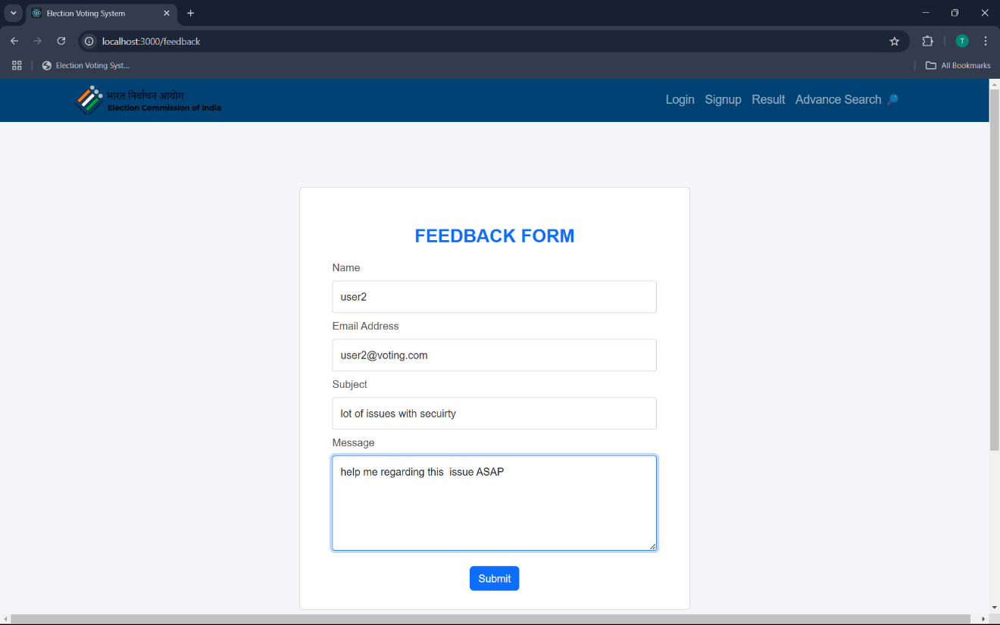 Election Voting System
localhost:3000/feedback
T
Election Voting Syst...
All Bookmarks
भारत निर्वाचन आयोग
Election Commission of India
Login Signup Result Advance Search
FEEDBACK FORM
Name
user2
Email Address
user2@voting.com
Subject
lot of issues with secuirty
Message
help me regarding this  issue ASAP
Submit